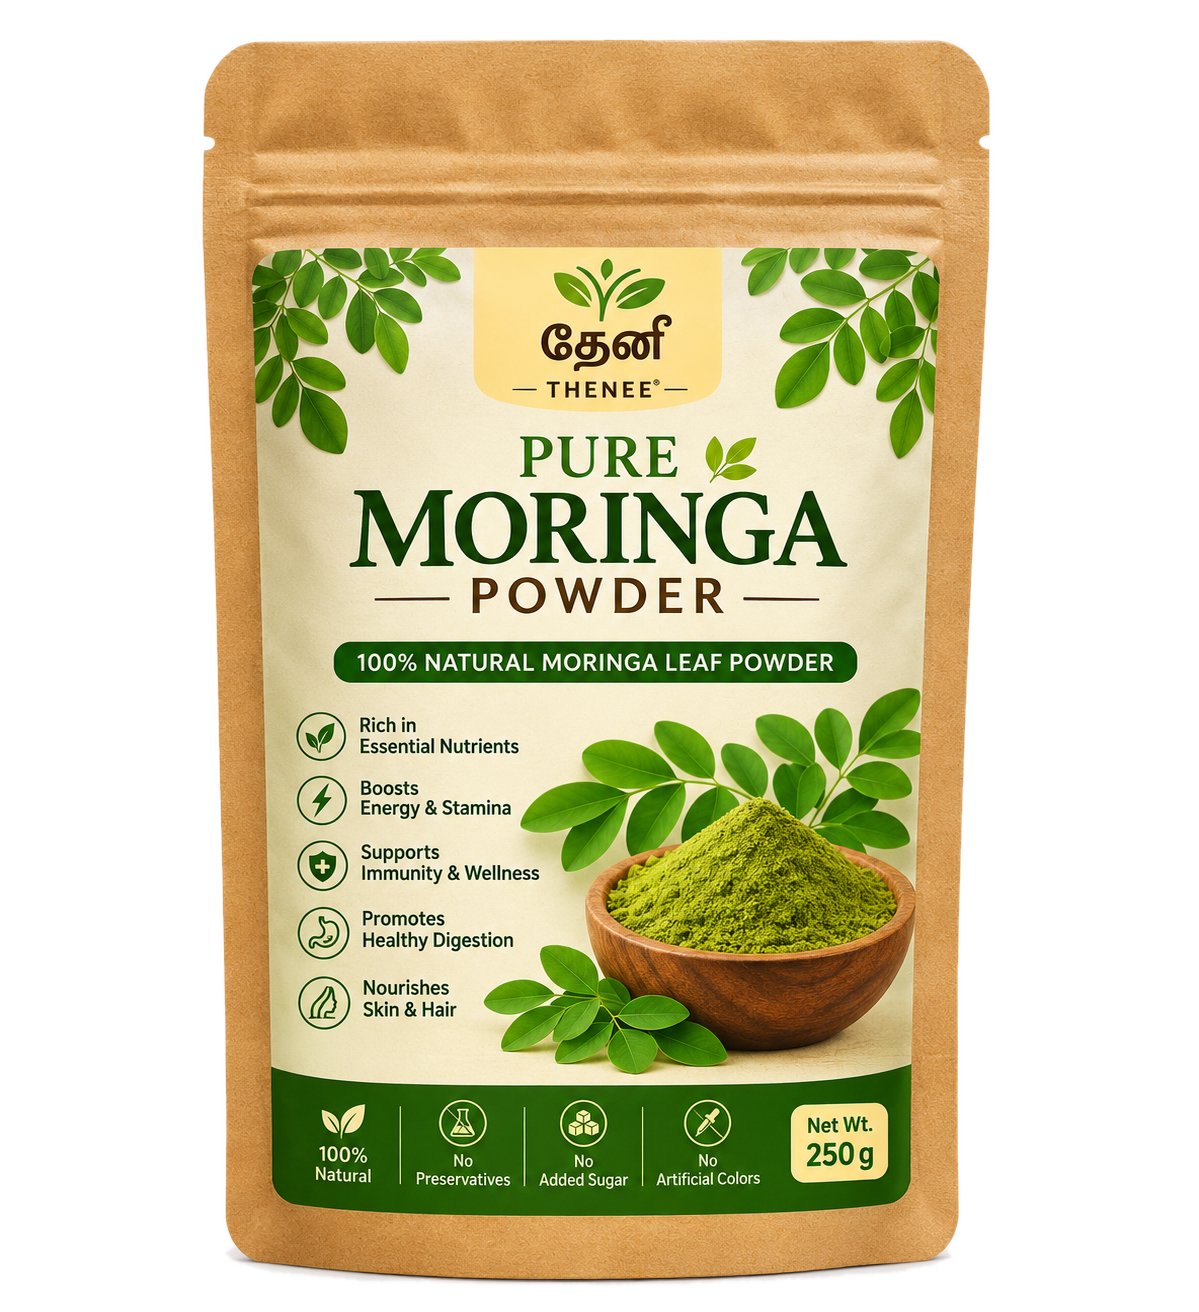 தேனீ
THENEE®
PURE
MORINGA
POWDER
100% NATURAL MORINGA LEAF POWDER
Rich in
Essential Nutrients
Boosts
Energy & Stamina
Supports
Immunity & Wellness
Promotes
Healthy Digestion
Nourishes
Skin & Hair
100%
Natural
No
Preservatives
No
Added Sugar
No
Artificial Colors
Net Wt.
250 g